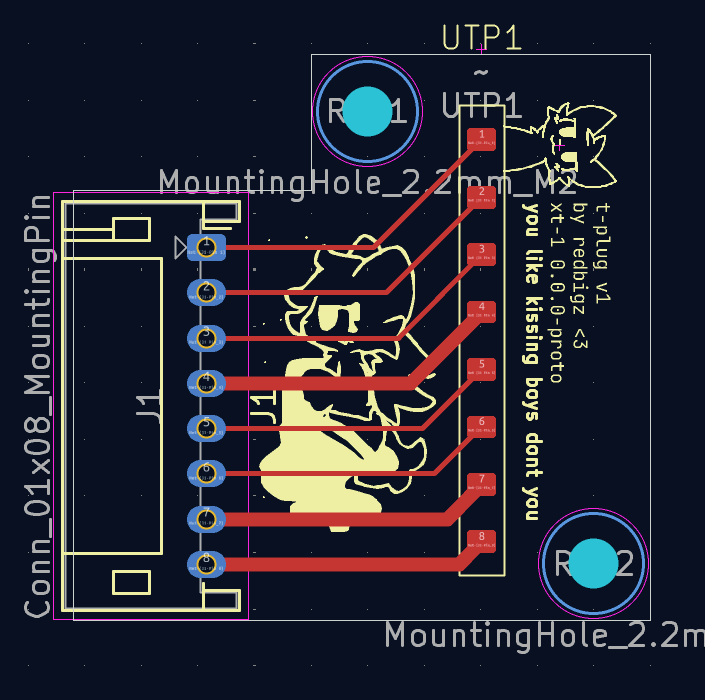 UTP1
~
UTP1
R
1
MountingHole_2.2mm_M2
1
2
3
4
5
6
7
8
1
2
3
4
5
6
7
8
J1
J1
Conn_01x08_MountingPin
t-plug v1
by redbigz <3
xt-1 0.0.0-proto
you like kissing boys dont you
R
2
MountingHole_2.2m